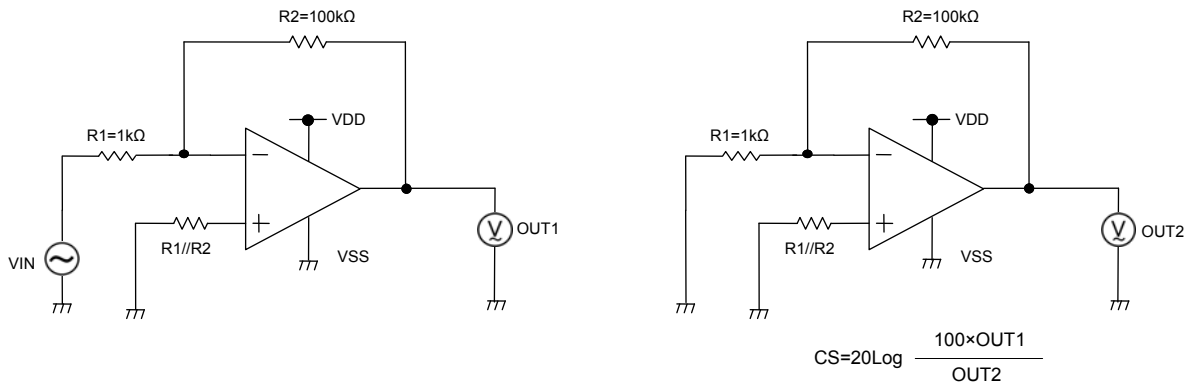 R2=100kΩ
VDD
R1=1kΩ
R1//R2
VSS
VIN
OUT1
R2=100kΩ
VDD
R1=1kΩ
R1//R2
VSS
OUT2
CS=20Log 100×OUT1
OUT2